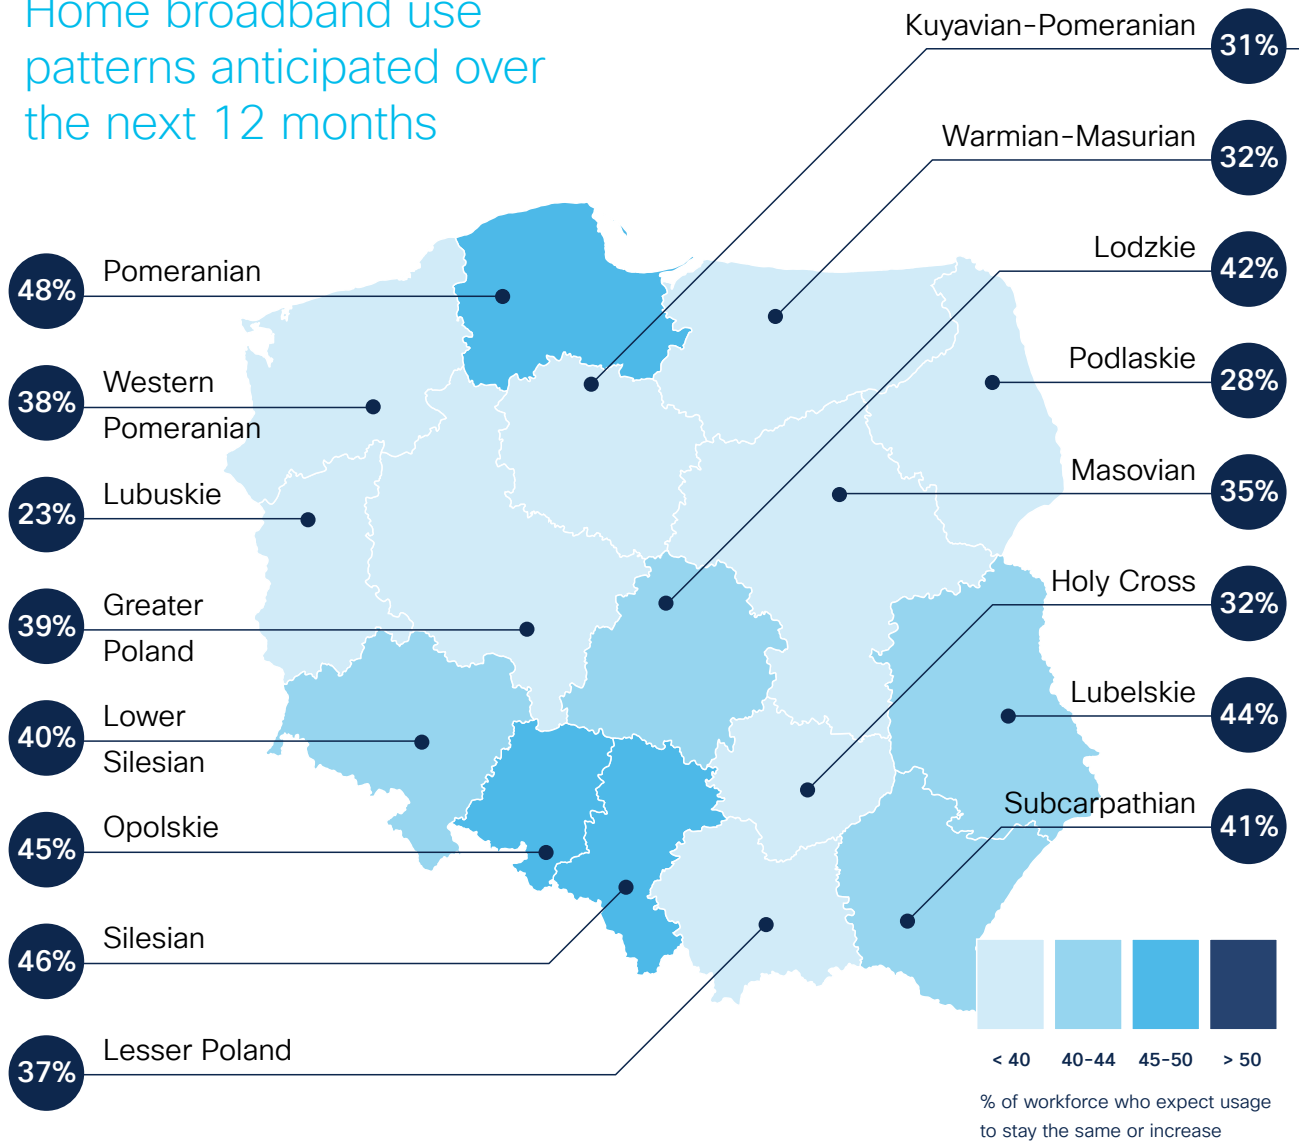 Home broadband use
patterns anticipated over
the next 12 months
48%
Pomeranian
38%
Western
Pomeranian
23%
Lubuskie
39%
Greater
Poland
40%
Lower
Silesian
45%
Opolskie
46%
Silesian
37%
Lesser Poland
Kuyavian-Pomeranian
31%
Warmian-Masurian
32%
Lodzkie
42%
Podlaskie
28%
Masovian
35%
Holy Cross
32%
Lubelskie
44%
Subcarpathian
41%
< 40
40-44
45-50
> 50
% of workforce who expect usage
to stay the same or increase